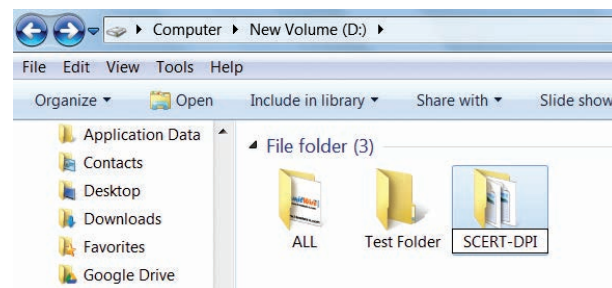 Computer ▸ New Volume (D:) ▸
File Edit View Tools Help
Organize ▾ Open Include in library ▾ Share with ▾ Slide show
Application Data
Contacts
Desktop
Downloads
Favorites
Google Drive
File folder (3)
ALL Test Folder SCERT-DPI